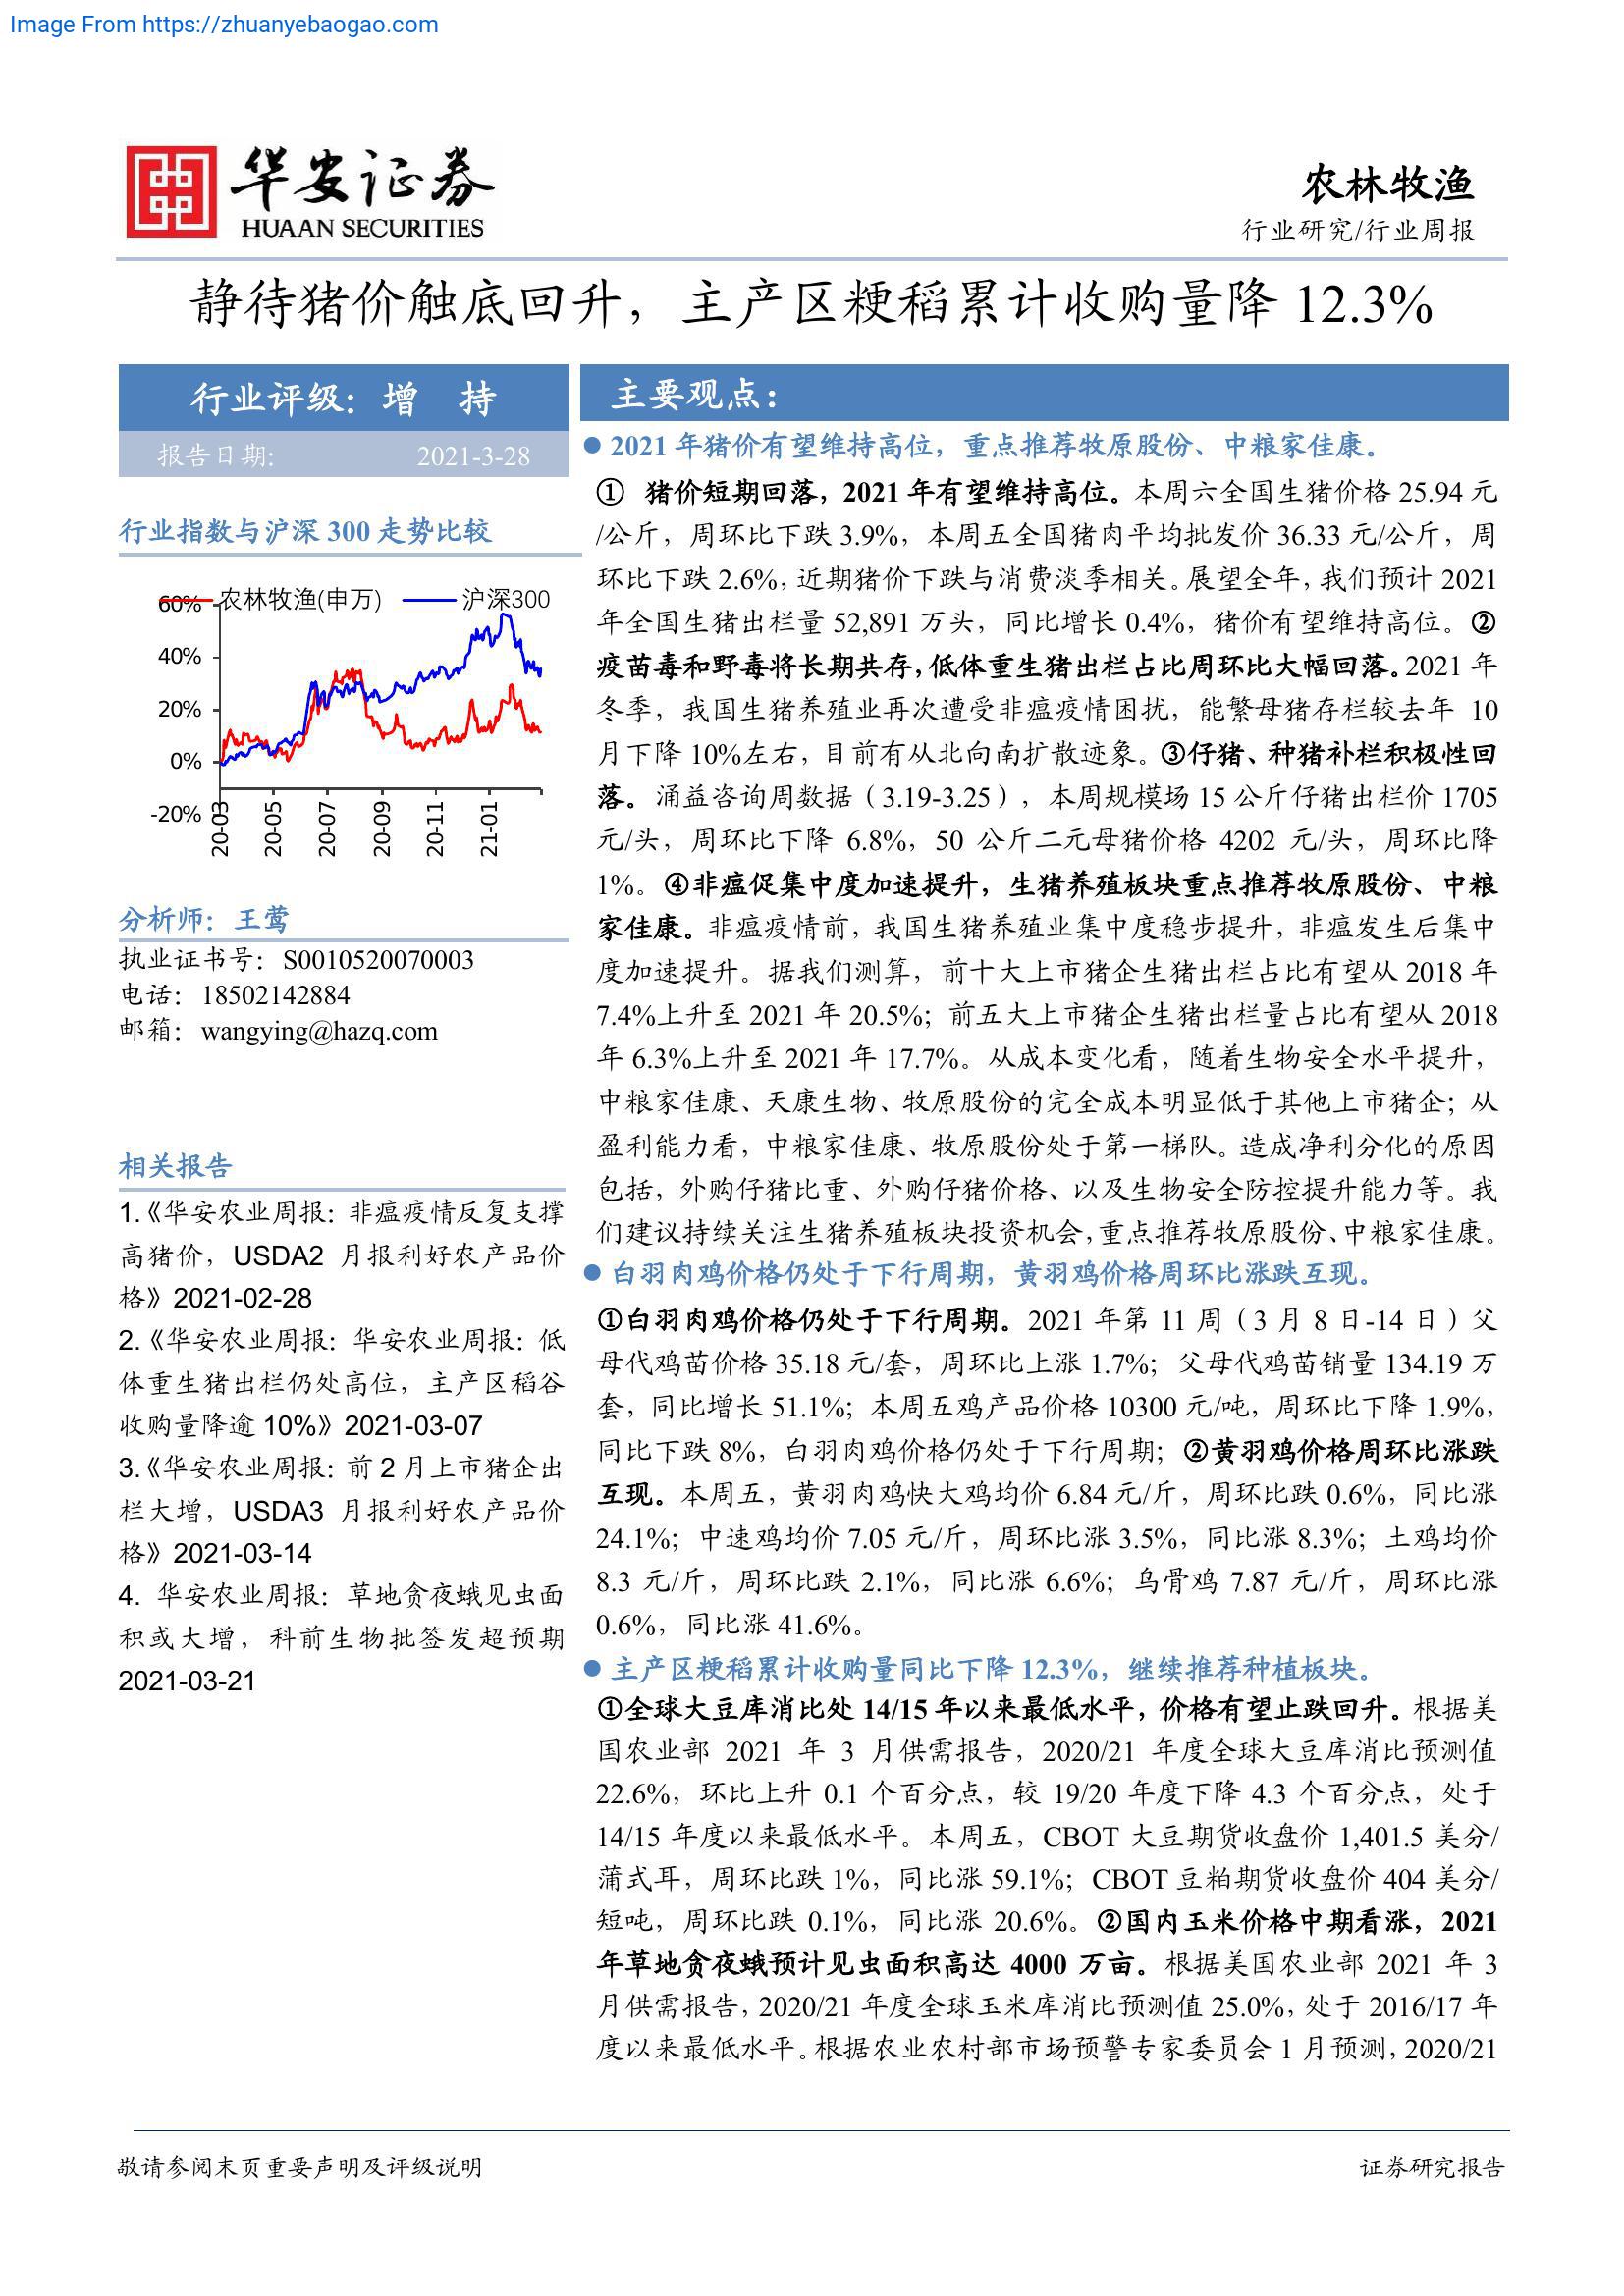 Image From https://zhuanyebaogao.com
华安证券
HUAAN SECURITIES
农林牧渔
行业研究/行业周报
静待猪价触底回升，主产区粳稻累计收购量降 12.3%
行业评级：增 持
报告日期: 2021-3-28
行业指数与沪深 300 走势比较
农林牧渔(申万) 沪深300
60%
40%
20%
0%
-20%
20-03 20-05 20-07 20-09 20-11 21-01
分析师：王莺
执业证书号：S0010520070003
电话：18502142884
邮箱：wangying@hazq.com
相关报告
1.《华安农业周报：非瘟疫情反复支撑
高猪价，USDA2 月报利好农产品价
格》2021-02-28
2.《华安农业周报：华安农业周报：低
体重生猪出栏仍处高位，主产区稻谷
收购量降逾 10%》2021-03-07
3.《华安农业周报：前 2 月上市猪企出
栏大增，USDA3 月报利好农产品价
格》2021-03-14
4. 华安农业周报：草地贪夜蛾见虫面
积或大增，科前生物批签发超预期
2021-03-21
主要观点：
● 2021 年猪价有望维持高位，重点推荐牧原股份、中粮家佳康。
① 猪价短期回落，2021 年有望维持高位。本周六全国生猪价格 25.94 元
/公斤，周环比下跌 3.9%，本周五全国猪肉平均批发价 36.33 元/公斤，周
环比下跌 2.6%，近期猪价下跌与消费淡季相关。展望全年，我们预计 2021
年全国生猪出栏量 52,891 万头，同比增长 0.4%，猪价有望维持高位。②
疫苗毒和野毒将长期共存，低体重生猪出栏占比周环比大幅回落。2021 年
冬季，我国生猪养殖业再次遭受非瘟疫情困扰，能繁母猪存栏较去年 10
月下降 10%左右，目前有从北向南扩散迹象。③仔猪、种猪补栏积极性回
落。涌益咨询周数据（3.19-3.25），本周规模场 15 公斤仔猪出栏价 1705
元/头，周环比下降 6.8%，50 公斤二元母猪价格 4202 元/头，周环比降
1%。④非瘟促集中度加速提升，生猪养殖板块重点推荐牧原股份、中粮
家佳康。非瘟疫情前，我国生猪养殖业集中度稳步提升，非瘟发生后集中
度加速提升。据我们测算，前十大上市猪企生猪出栏占比有望从 2018 年
7.4%上升至 2021 年 20.5%；前五大上市猪企生猪出栏量占比有望从 2018
年 6.3%上升至 2021 年 17.7%。从成本变化看，随着生物安全水平提升，
中粮家佳康、天康生物、牧原股份的完全成本明显低于其他上市猪企；从
盈利能力看，中粮家佳康、牧原股份处于第一梯队。造成净利分化的原因
包括，外购仔猪比重、外购仔猪价格、以及生物安全防控提升能力等。我
们建议持续关注生猪养殖板块投资机会，重点推荐牧原股份、中粮家佳康。
● 白羽肉鸡价格仍处于下行周期，黄羽鸡价格周环比涨跌互现。
①白羽肉鸡价格仍处于下行周期。2021 年第 11 周（3 月 8 日-14 日）父
母代鸡苗价格 35.18 元/套，周环比上涨 1.7%；父母代鸡苗销量 134.19 万
套，同比增长 51.1%；本周五鸡产品价格 10300 元/吨，周环比下降 1.9%，
同比下跌 8%，白羽肉鸡价格仍处于下行周期；②黄羽鸡价格周环比涨跌
互现。本周五，黄羽肉鸡快大鸡均价 6.84 元/斤，周环比跌 0.6%，同比涨
24.1%；中速鸡均价 7.05 元/斤，周环比涨 3.5%，同比涨 8.3%；土鸡均价
8.3 元/斤，周环比跌 2.1%，同比涨 6.6%；乌骨鸡 7.87 元/斤，周环比涨
0.6%，同比涨 41.6%。
● 主产区粳稻累计收购量同比下降 12.3%，继续推荐种植板块。
①全球大豆库消比处 14/15 年以来最低水平，价格有望止跌回升。根据美
国农业部 2021 年 3 月供需报告，2020/21 年度全球大豆库消比预测值
22.6%，环比上升 0.1 个百分点，较 19/20 年度下降 4.3 个百分点，处于
14/15 年度以来最低水平。本周五，CBOT 大豆期货收盘价 1,401.5 美分/
蒲式耳，周环比跌 1%，同比涨 59.1%；CBOT 豆粕期货收盘价 404 美分/
短吨，周环比跌 0.1%，同比涨 20.6%。②国内玉米价格中期看涨，2021
年草地贪夜蛾预计见虫面积高达 4000 万亩。根据美国农业部 2021 年 3
月供需报告，2020/21 年度全球玉米库消比预测值 25.0%，处于 2016/17 年
度以来最低水平。根据农业农村部市场预警专家委员会 1 月预测，2020/21
敬请参阅末页重要声明及评级说明
证券研究报告